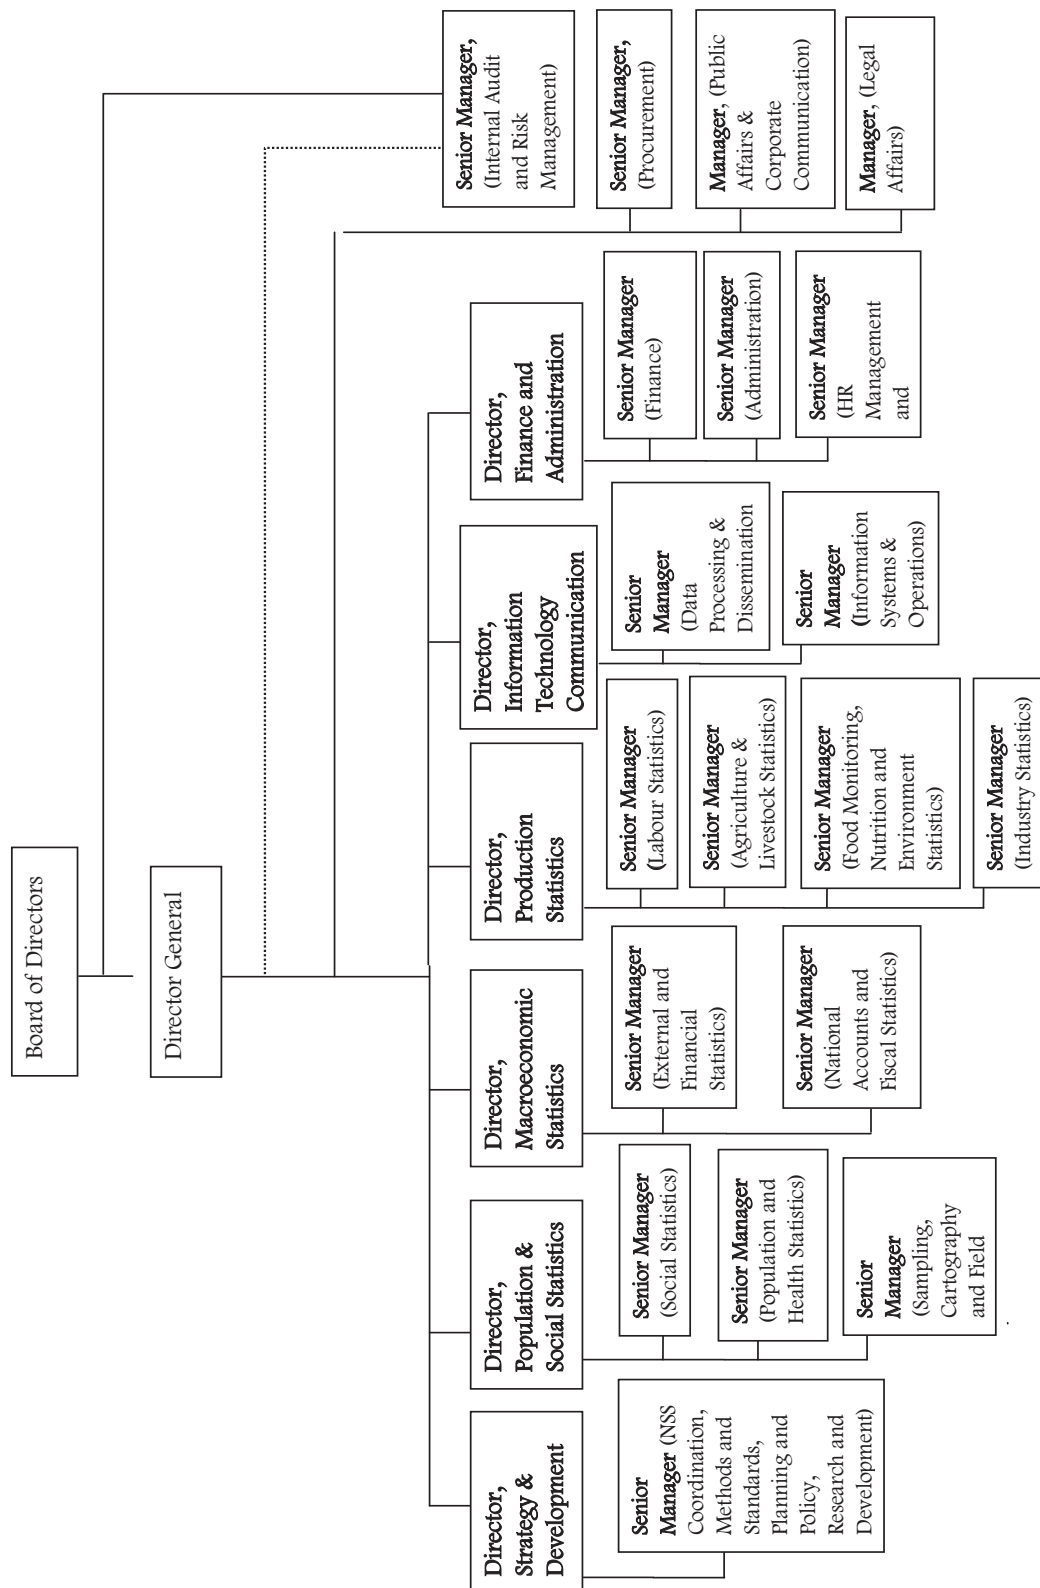 Board of Directors
Director General
Director,
Strategy &
Development
Director,
Population &
Social Statistics
Director,
Macroeconomic
Statistics
Director,
Production
Statistics
Director,
Information
Technology
Communication
Director,
Finance and
Administration
Senior Manager,
(Internal Audit
and Risk
Management)
Senior
Manager (NSS
Coordination,
Methods and
Standards,
Planning and
Policy,
Research and
Development)
Senior Manager
(Social Statistics)
Senior Manager
(Population and
Health Statistics)
Senior
Manager
(Sampling,
Cartography
and Field
Senior Manager
(External and
Financial
Statistics)
Senior Manager
(National
Accounts and
Fiscal Statistics)
Senior Manager
(Labour Statistics)
Senior Manager
(Agriculture &
Livestock Statistics)
Senior Manager
(Food Monitoring,
Nutrition and
Environment
Statistics)
Senior Manager
(Industry Statistics)
Senior
Manager
(Data
Processing &
Dissemination
Senior
Manager
(Information
Systems &
Operations)
Senior Manager
(Finance)
Senior Manager
(Administration)
Senior Manager
(HR
Management
and
Senior Manager,
(Procurement)
Manager, (Public
Affairs &
Corporate
Communication)
Manager, (Legal
Affairs)